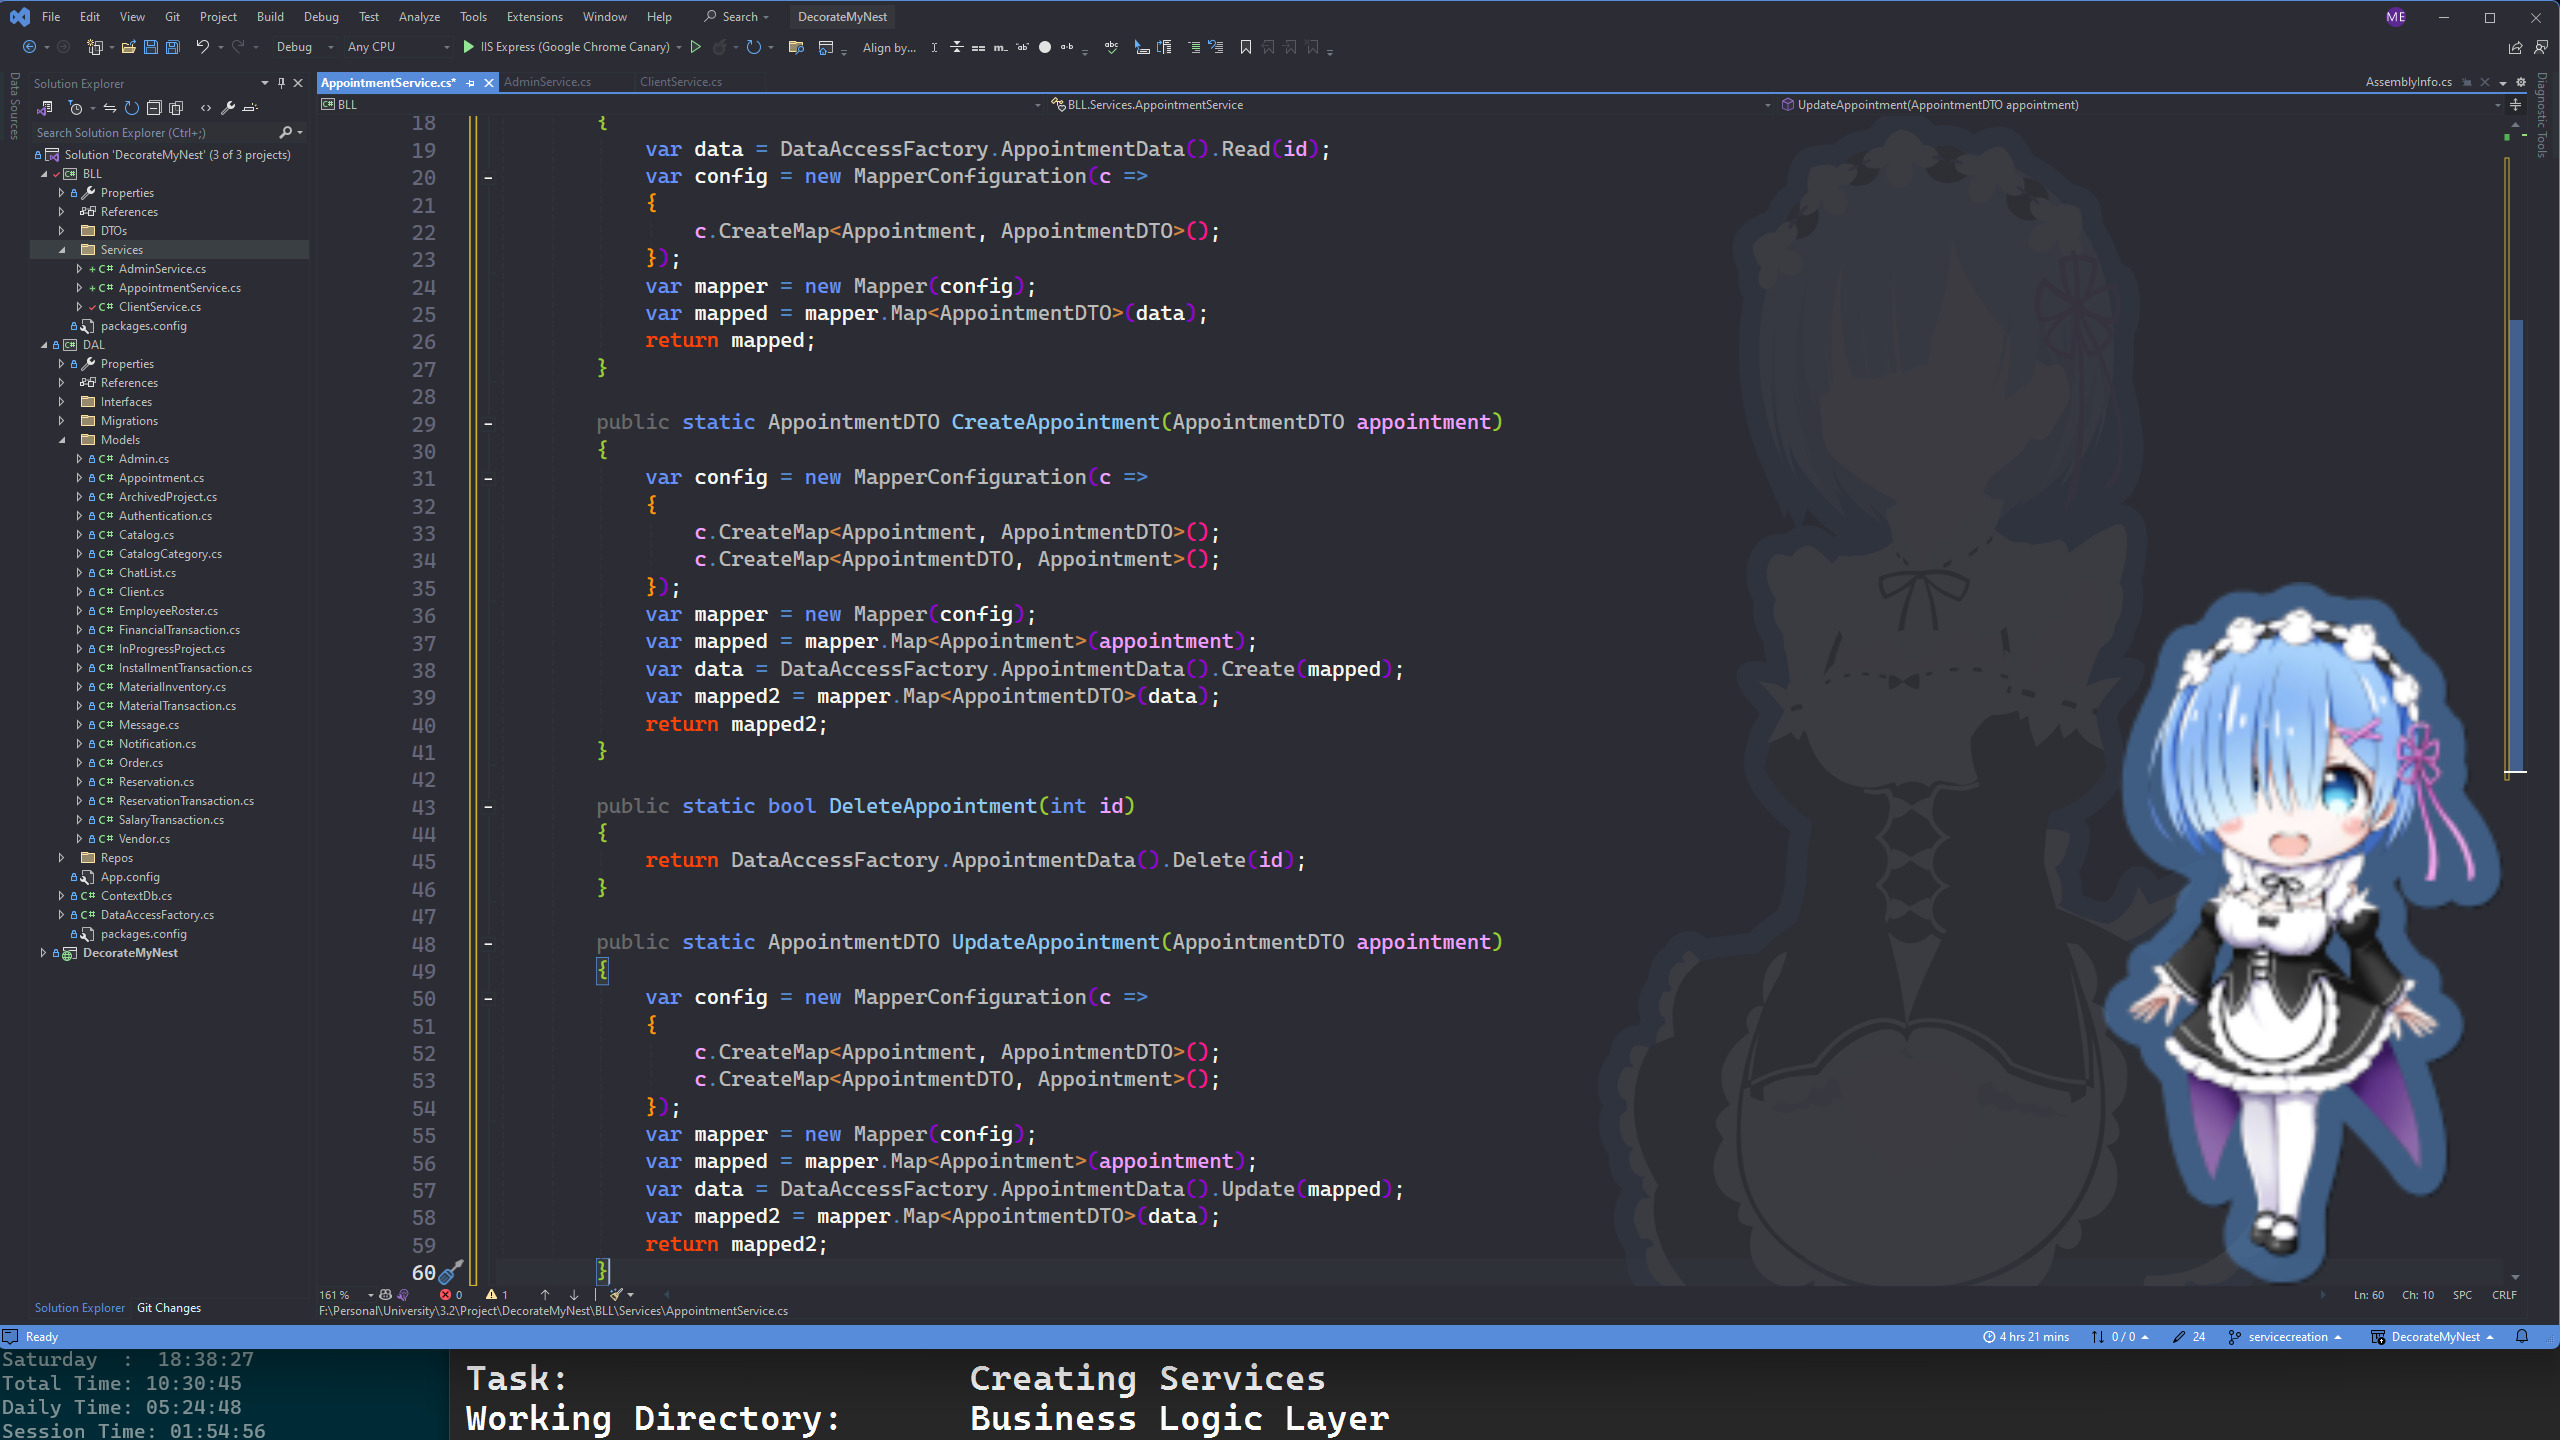 File Edit View Git Project Build Debug Test Analyze Tools Extensions Window Help Search DecorateMyNest ME
Debug Any CPU IIS Express (Google Chrome Canary) Align by...
Data Sources
Solution Explorer
Search Solution Explorer (Ctrl+;)
Solution 'DecorateMyNest' (3 of 3 projects)
BLL
Properties
References
DTOs
Services
AdminService.cs
AppointmentService.cs
ClientService.cs
packages.config
DAL
Properties
References
Interfaces
Migrations
Models
Admin.cs
Appointment.cs
ArchivedProject.cs
Authentication.cs
Catalog.cs
CatalogCategory.cs
ChatList.cs
Client.cs
EmployeeRoster.cs
FinancialTransaction.cs
InProgressProject.cs
InstallmentTransaction.cs
MaterialInventory.cs
MaterialTransaction.cs
Message.cs
Notification.cs
Order.cs
Reservation.cs
ReservationTransaction.cs
SalaryTransaction.cs
Vendor.cs
Repos
App.config
ContextDb.cs
DataAccessFactory.cs
packages.config
DecorateMyNest
Solution Explorer Git Changes
AppointmentService.cs* AdminService.cs ClientService.cs AssemblyInfo.cs
BLL BLL.Services.AppointmentService UpdateAppointment(AppointmentDTO appointment)
Diagnostic Tools
18 {
19 var data = DataAccessFactory.AppointmentData().Read(id);
20 var config = new MapperConfiguration(c =>
21 {
22 c.CreateMap<Appointment, AppointmentDTO>();
23 });
24 var mapper = new Mapper(config);
25 var mapped = mapper.Map<AppointmentDTO>(data);
26 return mapped;
27 }
28
29 public static AppointmentDTO CreateAppointment(AppointmentDTO appointment)
30 {
31 var config = new MapperConfiguration(c =>
32 {
33 c.CreateMap<Appointment, AppointmentDTO>();
34 c.CreateMap<AppointmentDTO, Appointment>();
35 });
36 var mapper = new Mapper(config);
37 var mapped = mapper.Map<Appointment>(appointment);
38 var data = DataAccessFactory.AppointmentData().Create(mapped);
39 var mapped2 = mapper.Map<AppointmentDTO>(data);
40 return mapped2;
41 }
42
43 public static bool DeleteAppointment(int id)
44 {
45 return DataAccessFactory.AppointmentData().Delete(id);
46 }
47
48 public static AppointmentDTO UpdateAppointment(AppointmentDTO appointment)
49 {
50 var config = new MapperConfiguration(c =>
51 {
52 c.CreateMap<Appointment, AppointmentDTO>();
53 c.CreateMap<AppointmentDTO, Appointment>();
54 });
55 var mapper = new Mapper(config);
56 var mapped = mapper.Map<Appointment>(appointment);
57 var data = DataAccessFactory.AppointmentData().Update(mapped);
58 var mapped2 = mapper.Map<AppointmentDTO>(data);
59 return mapped2;
60 }
161 % 0 1 Ln: 60 Ch: 10 SPC CRLF
F:\Personal\University\3.2\Project\DecorateMyNest\BLL\Services\AppointmentService.cs
Ready 4 hrs 21 mins 0 / 0 24 servicecreation DecorateMyNest
Saturday : 18:38:27
Total Time: 10:30:45
Daily Time: 05:24:48
Session Time: 01:54:56
Task: Creating Services
Working Directory: Business Logic Layer